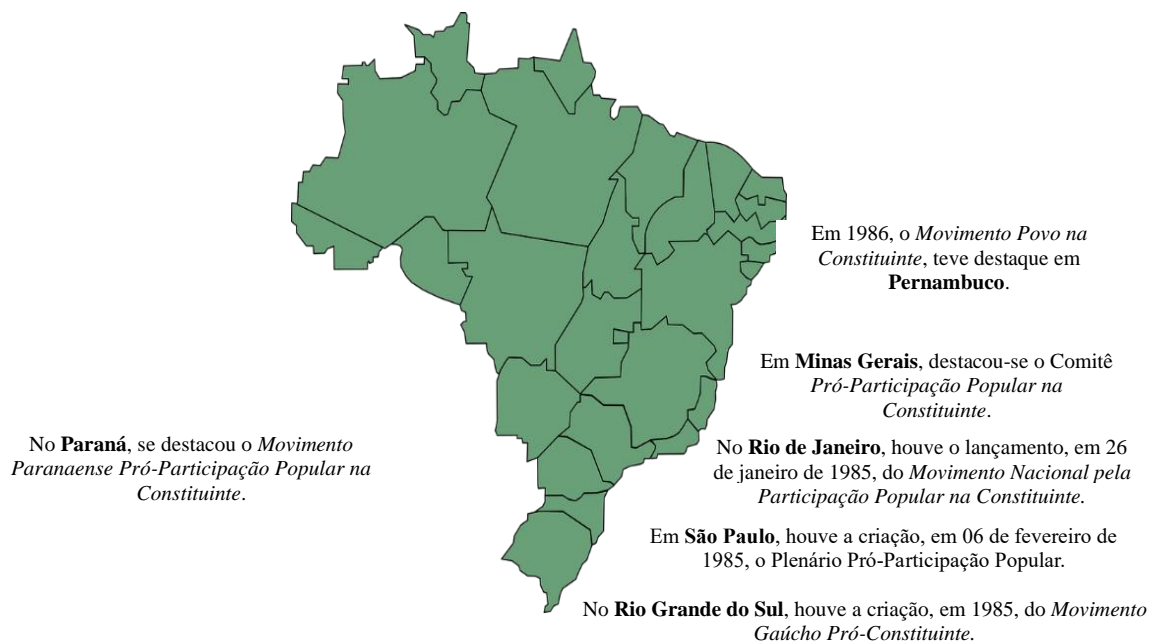 Em 1986, o Movimento Povo na
Constituinte, teve destaque em
Pernambuco.
Em Minas Gerais, destacou-se o Comitê
Pró-Participação Popular na
Constituinte.
No Paraná, se destacou o Movimento
Paranaense Pró-Participação Popular na
Constituinte.
No Rio de Janeiro, houve o lançamento, em 26
de janeiro de 1985, do Movimento Nacional pela
Participação Popular na Constituinte.
Em São Paulo, houve a criação, em 06 de fevereiro de
1985, o Plenário Pró-Participação Popular.
No Rio Grande do Sul, houve a criação, em 1985, do Movimento
Gaúcho Pró-Constituinte.